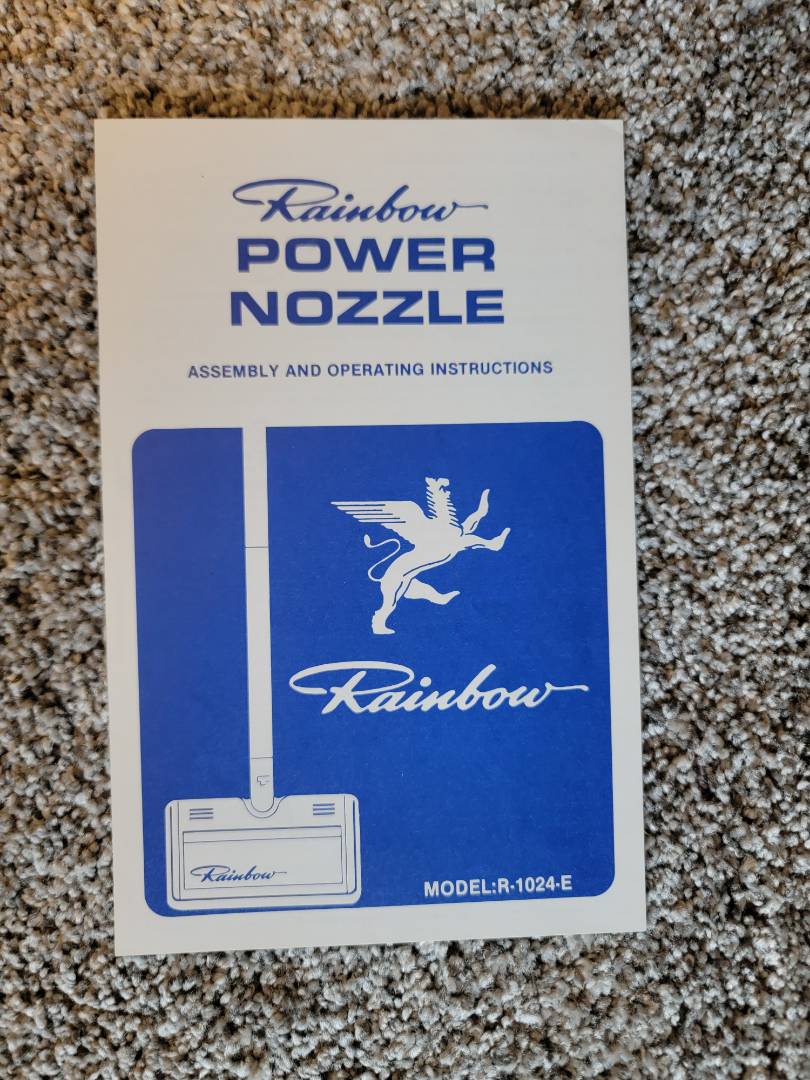 Rainbow
POWER
NOZZLE
ASSEMBLY AND OPERATING INSTRUCTIONS
Rainbow
Rainbow
MODEL:R-1024-E